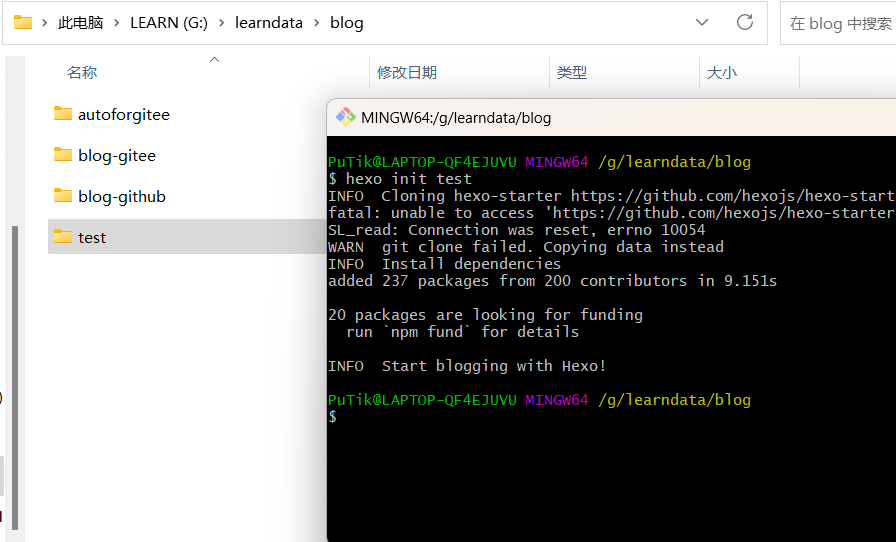 此电脑 > LEARN (G:) > learndata > blog
在 blog 中搜索
名称 修改日期 类型 大小
autoforgitee
blog-gitee
blog-github
test
MINGW64:/g/learndata/blog
PuTik@LAPTOP-QF4EJUVU MINGW64 /g/learndata/blog
$ hexo init test
INFO  Cloning hexo-starter https://github.com/hexojs/hexo-start
fatal: unable to access 'https://github.com/hexojs/hexo-starter
SL_read: Connection was reset, errno 10054
WARN  git clone failed. Copying data instead
INFO  Install dependencies
added 237 packages from 200 contributors in 9.151s
20 packages are looking for funding
run `npm fund` for details
INFO  Start blogging with Hexo!
PuTik@LAPTOP-QF4EJUVU MINGW64 /g/learndata/blog
$